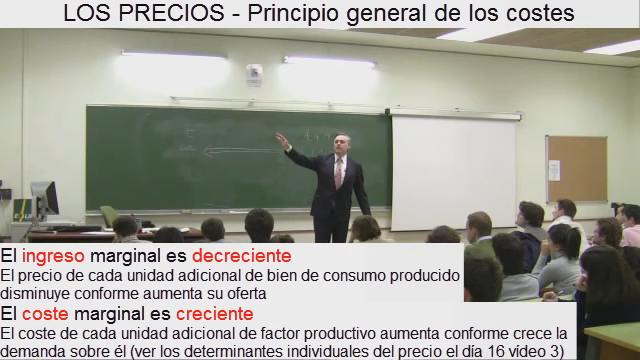 LOS PRECIOS - Principio general de los costes
El ingreso marginal es decreciente
El precio de cada unidad adicional de bien de consumo producido
disminuye conforme aumenta su oferta
El coste marginal es creciente
El coste de cada unidad adicional de factor productivo aumenta conforme crece la
demanda sobre él (ver los determinantes individuales del precio el día 16 vídeo 3)